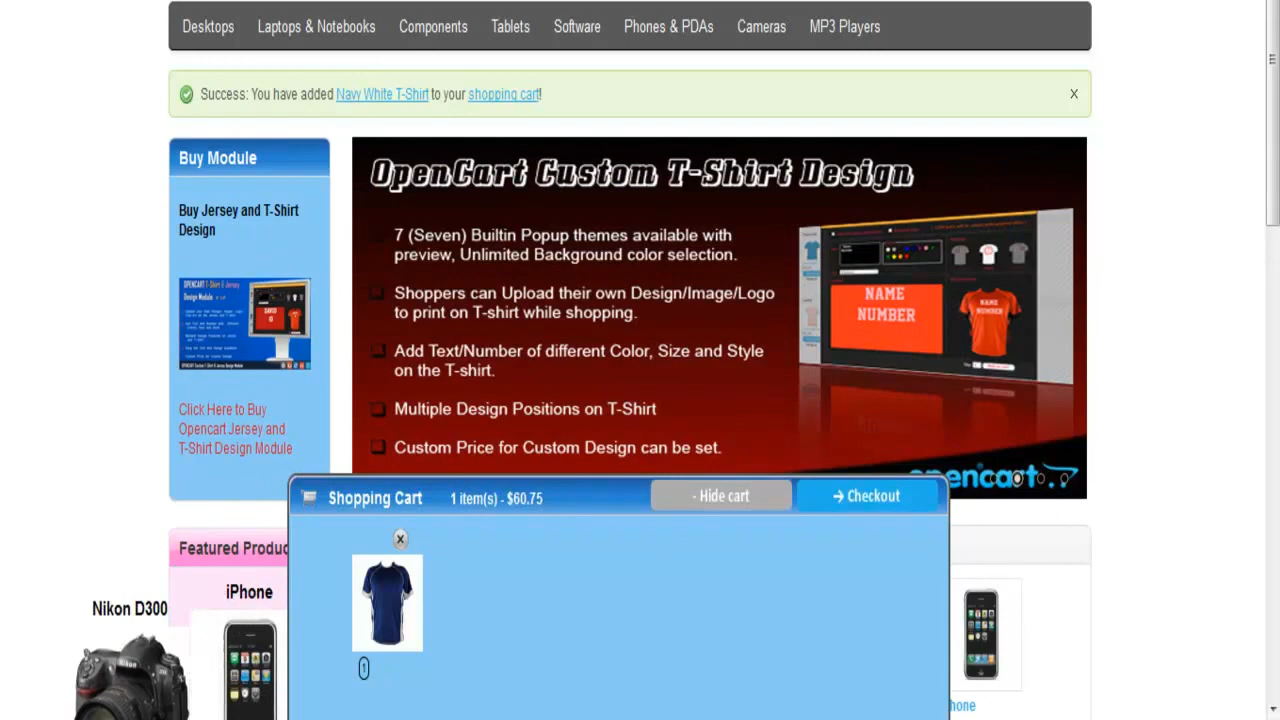 Desktops Laptops & Notebooks Components Tablets Software Phones & PDAs Cameras MP3 Players
Success: You have added Navy White T-Shirt to your shopping cart!
X
Buy Module
Buy Jersey and T-Shirt
Design
Click Here to Buy
Opencart Jersey and
T-Shirt Design Module
OpenCart Custom T-Shirt Design
7 (Seven) Builtin Popup themes available with
preview, Unlimited Background color selection.
Shoppers can Upload their own Design/Image/Logo
to print on T-shirt while shopping.
Add Text/Number of different Color, Size and Style
on the T-shirt.
Multiple Design Positions on T-Shirt
Custom Price for Custom Design can be set.
NAME
NUMBER
NAME
NUMBER
opencart
Shopping Cart 1 item(s) - $60.75 - Hide cart → Checkout
x
1
Featured Produc
Nikon D300
iPhone
hone